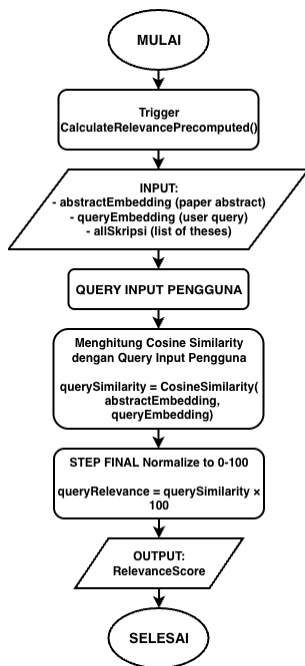 MULAI
Trigger
CalculateRelevancePrecomputed()
INPUT:
- abstractEmbedding (paper abstract)
- queryEmbedding (user query)
- allSkripsi (list of theses)
QUERY INPUT PENGGUNA
Menghitung Cosine Similarity
dengan Query Input Pengguna
querySimilarity = CosineSimilarity(
abstractEmbedding,
queryEmbedding)
STEP FINAL Normalize to 0-100
queryRelevance = querySimilarity ×
100
OUTPUT:
RelevanceScore
SELESAI